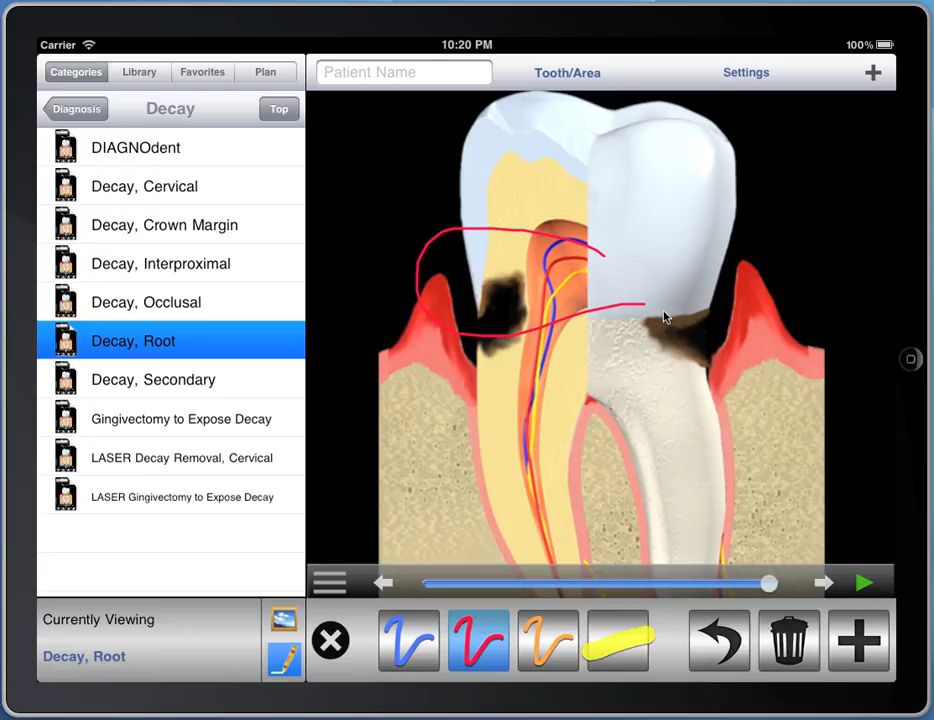 Carrier 10:20 PM 100%
Categories Library Favorites Plan Patient Name Tooth/Area Settings
Diagnosis Decay Top
DIAGNOdent
Decay, Cervical
Decay, Crown Margin
Decay, Interproximal
Decay, Occlusal
Decay, Root
Decay, Secondary
Gingivectomy to Expose Decay
LASER Decay Removal, Cervical
LASER Gingivectomy to Expose Decay
Currently Viewing
Decay, Root